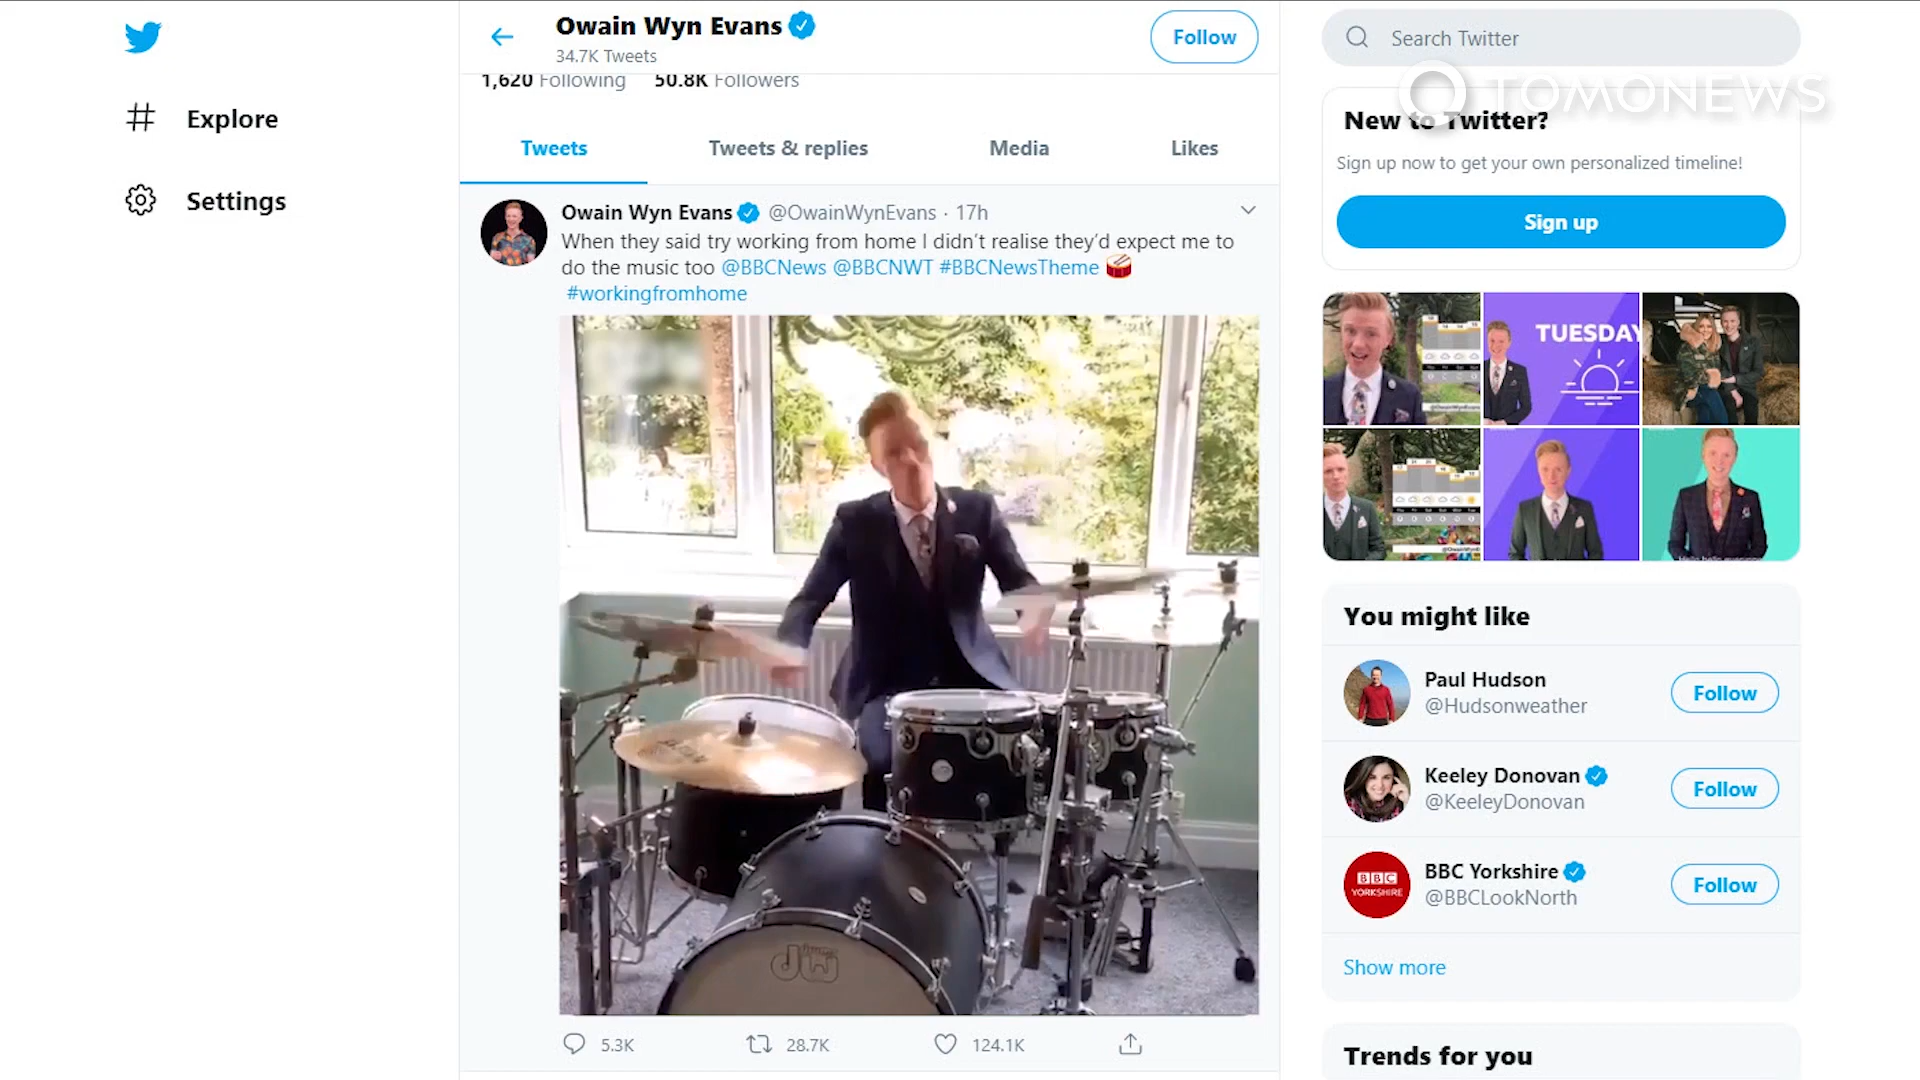 Owain Wyn Evans
34.7K Tweets
Follow
1,620 Following 50.8K Followers
Tweets
Tweets & replies
Media
Likes
Owain Wyn Evans @OwainWynEvans · 17h
When they said try working from home I didn't realise they'd expect me to
do the music too @BBCNews @BBCNWT #BBCNewsTheme 🥁
#workingfromhome
dw
5.3K
28.7K
124.1K
Explore
Settings
Search Twitter
TOMONEWS
New to Twitter?
Sign up now to get your own personalized timeline!
Sign up
TUESDAY
You might like
Paul Hudson
@Hudsonweather
Follow
Keeley Donovan
@KeeleyDonovan
Follow
BBC
YORKSHIRE
BBC Yorkshire
@BBCLookNorth
Follow
Show more
Trends for you